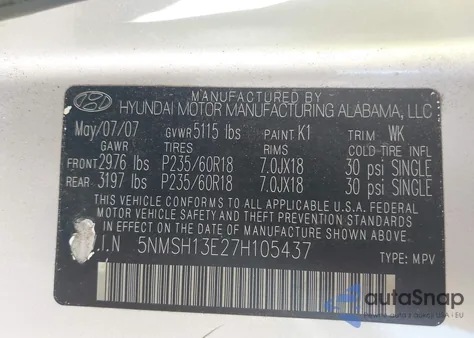 MANUFACTURED BY
HYUNDAI MOTOR MANUFACTURING ALABAMA, LLC
May/07/07 GVWR 5115 lbs PAINT K1 TRIM WK
GAWR TIRES RIMS COLD TIRE INFL
FRONT 2976 lbs P235/60R18 7.0JX18 30 psi SINGLE
REAR 3197 lbs P235/60R18 7.0JX18 30 psi SINGLE
THIS VEHICLE CONFORMS TO ALL APPLICABLE U.S.A. FEDERAL
MOTOR VEHICLE SAFETY AND THEFT PREVENTION STANDARDS IN
EFFECT ON THE DATE OF MANUFACTURE SHOWN ABOVE.
.I.N 5NMSH13E27H105437
TYPE: MPV
autoSnap